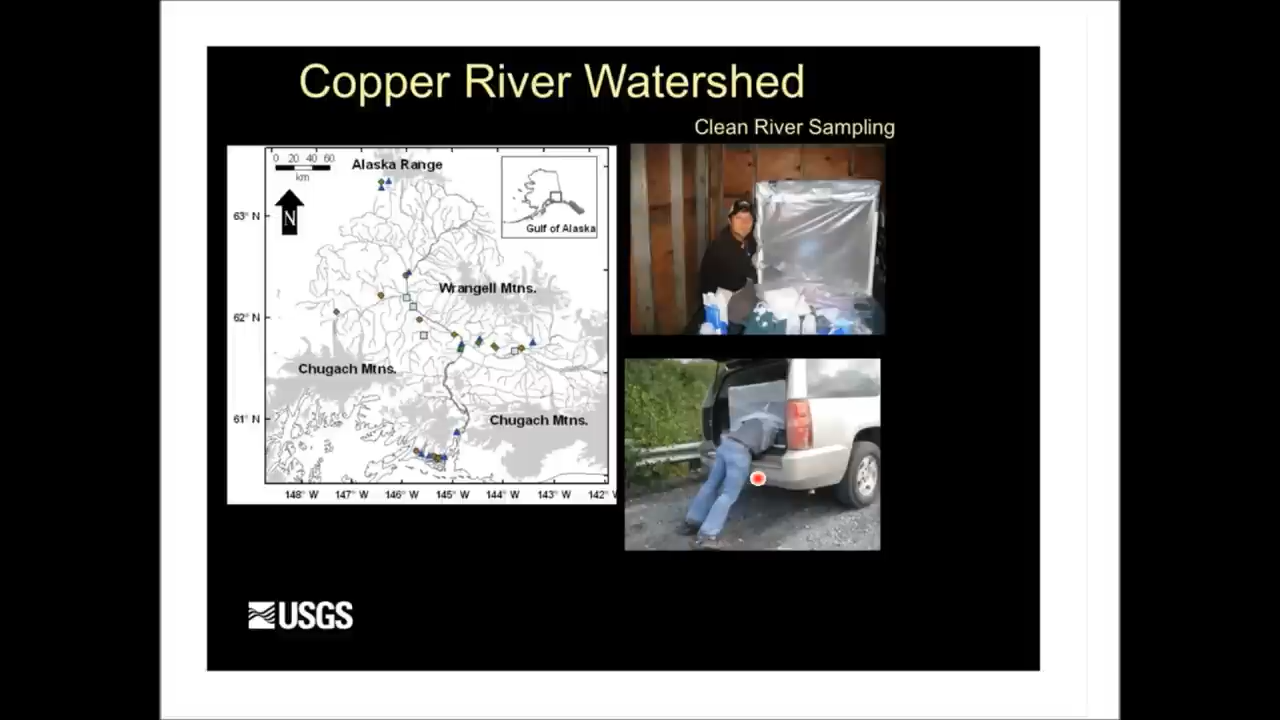 Copper River Watershed
Clean River Sampling
0 20 40 60
km
Alaska Range
N
Gulf of Alaska
63° N
Wrangell Mtns.
62° N
Chugach Mtns.
61° N
Chugach Mtns.
148° W 147° W 146° W 145° W 144° W 143° W 142° W
USGS